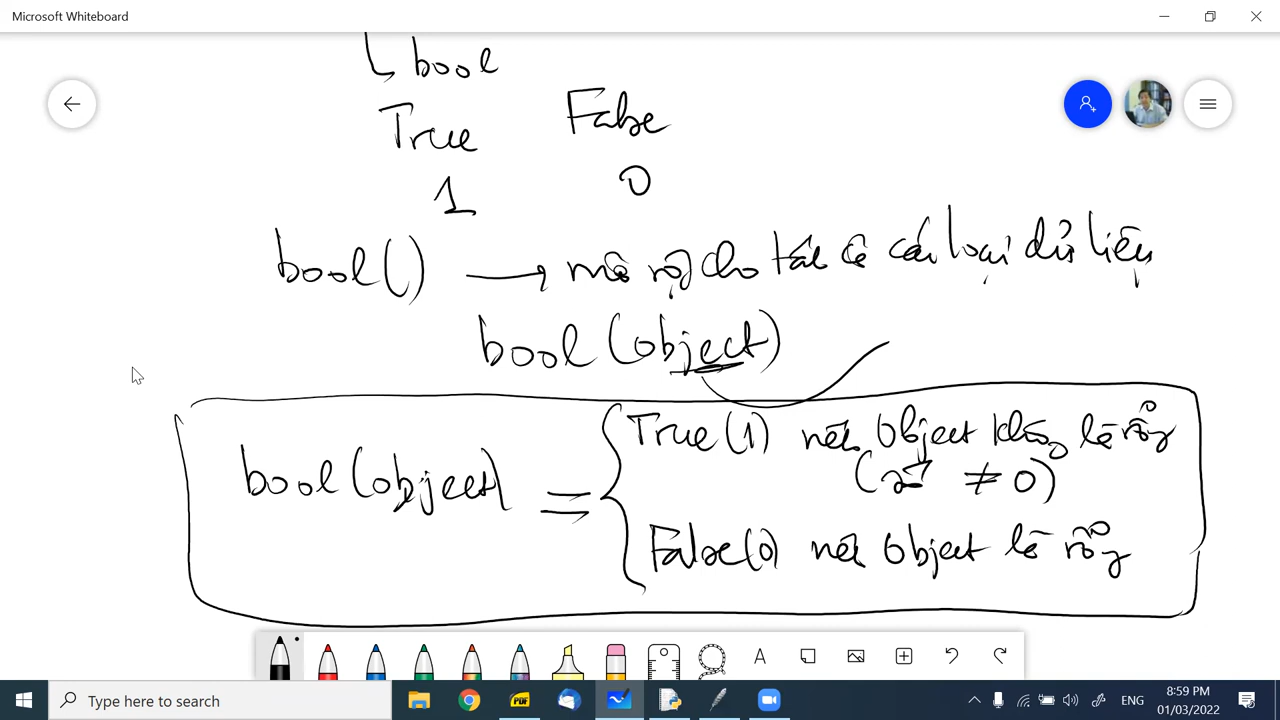 Microsoft Whiteboard
bool
True False
1 0
bool() → mở rộng cho tất cả các loại dữ liệu
bool (object)
bool(object) = { True (1) nếu Object không là rỗng
( ≠ 0)
False (0) nếu Object là rỗng
Type here to search
PDF
ENG
8:59 PM
01/03/2022